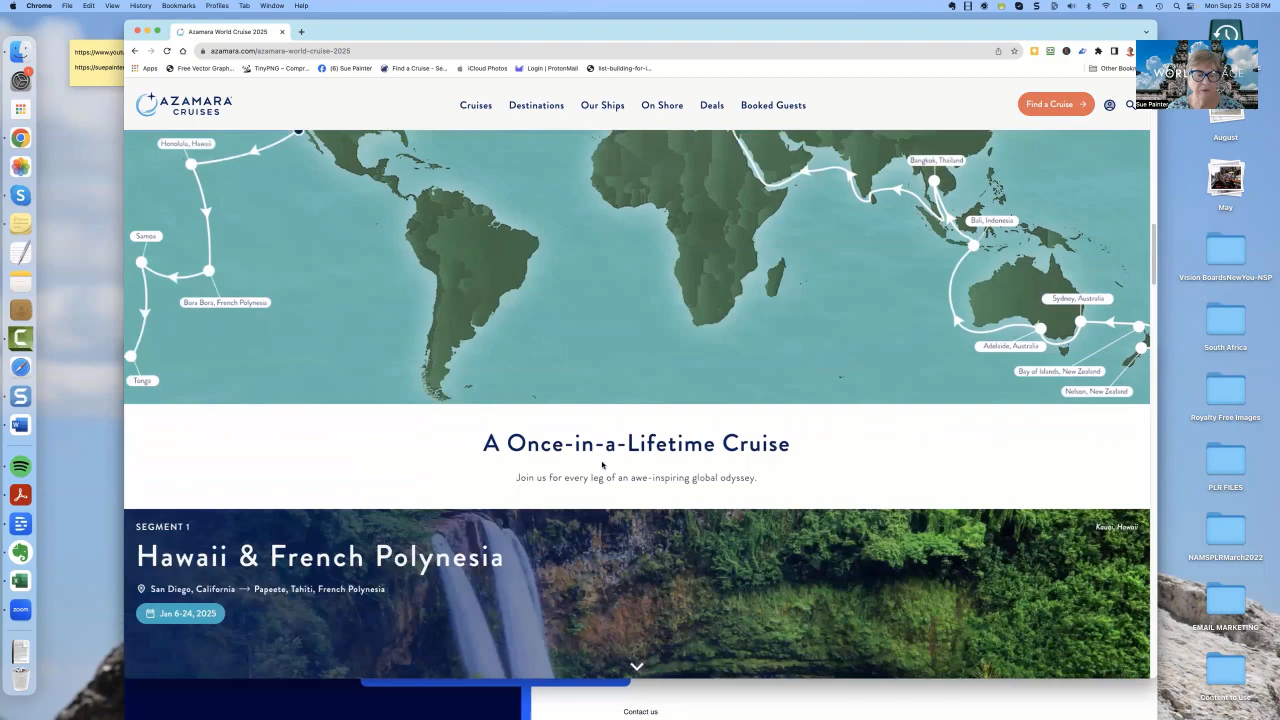 Chrome File Edit View History Bookmarks Profiles Tab Window Help
Mon Sep 25 3:08 PM
Azamara World Cruise 2025
azamara.com/azamara-world-cruise-2025
Apps Free Vector Graph... TinyPNG – Compr... (6) Sue Painter Find a Cruise - Se... iCloud Photos Login | ProtonMail list-building-for-i...
https://www.yout
https://suepainter
AZAMARA
CRUISES
Cruises Destinations Our Ships On Shore Deals Booked Guests
Find a Cruise
Sue Painter
Honolulu, Hawaii
Bangkok, Thailand
Bali, Indonesia
Samoa
Bora Bora, French Polynesia
Sydney, Australia
Adelaide, Australia
Bay of Islands, New Zealand
Tonga
Nelson, New Zealand
A Once-in-a-Lifetime Cruise
Join us for every leg of an awe-inspiring global odyssey.
SEGMENT 1
Kauai, Hawaii
Hawaii & French Polynesia
San Diego, California → Papeete, Tahiti, French Polynesia
Jan 6-24, 2025
Contact us
August
May
Vision BoardsNewYou-NSP
South Africa
Royalty Free Images
PLR FILES
NAMSPLRMarch2022
EMAIL MARKETING
Content to use
zoom